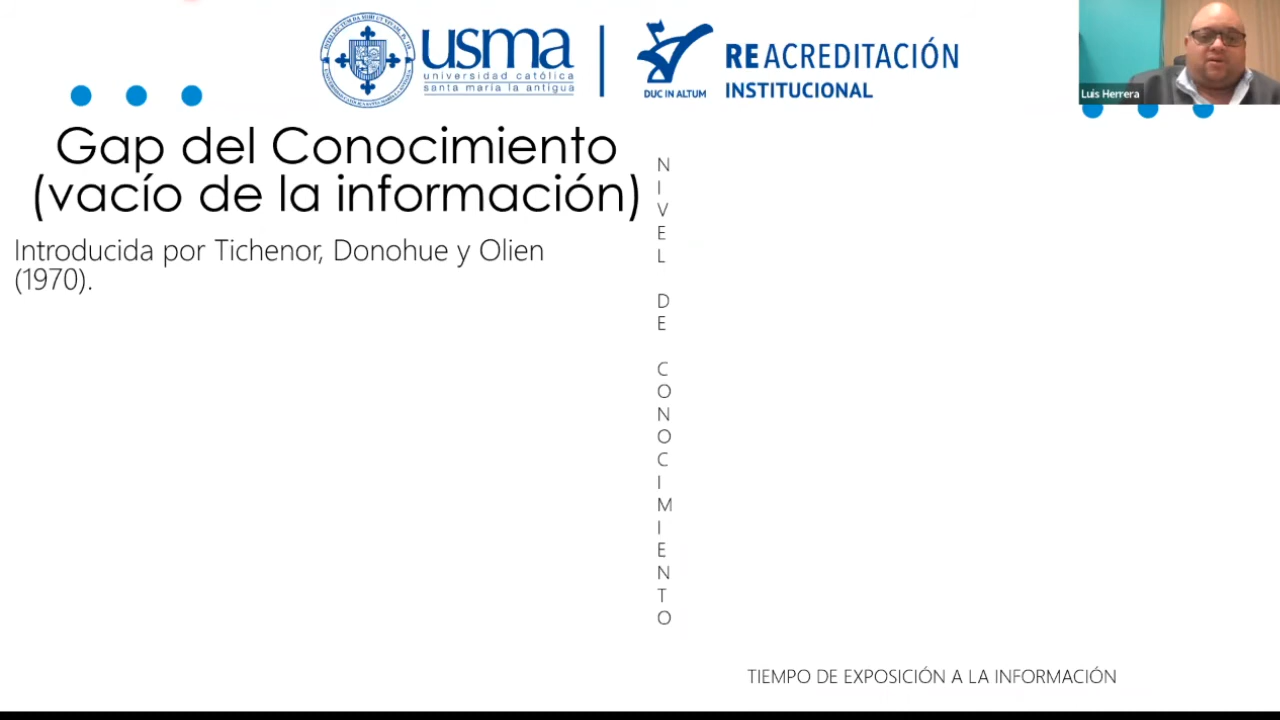 usma
universidad católica
santa maría la antigua
DUC IN ALTUM
REACREDITACIÓN
INSTITUCIONAL
Luis Herrera
Gap del Conocimiento
(vacío de la información)
Introducida por Tichenor, Donohue y Olien
(1970).
NIVEL DE CONOCIMIENTO
TIEMPO DE EXPOSICIÓN A LA INFORMACIÓN